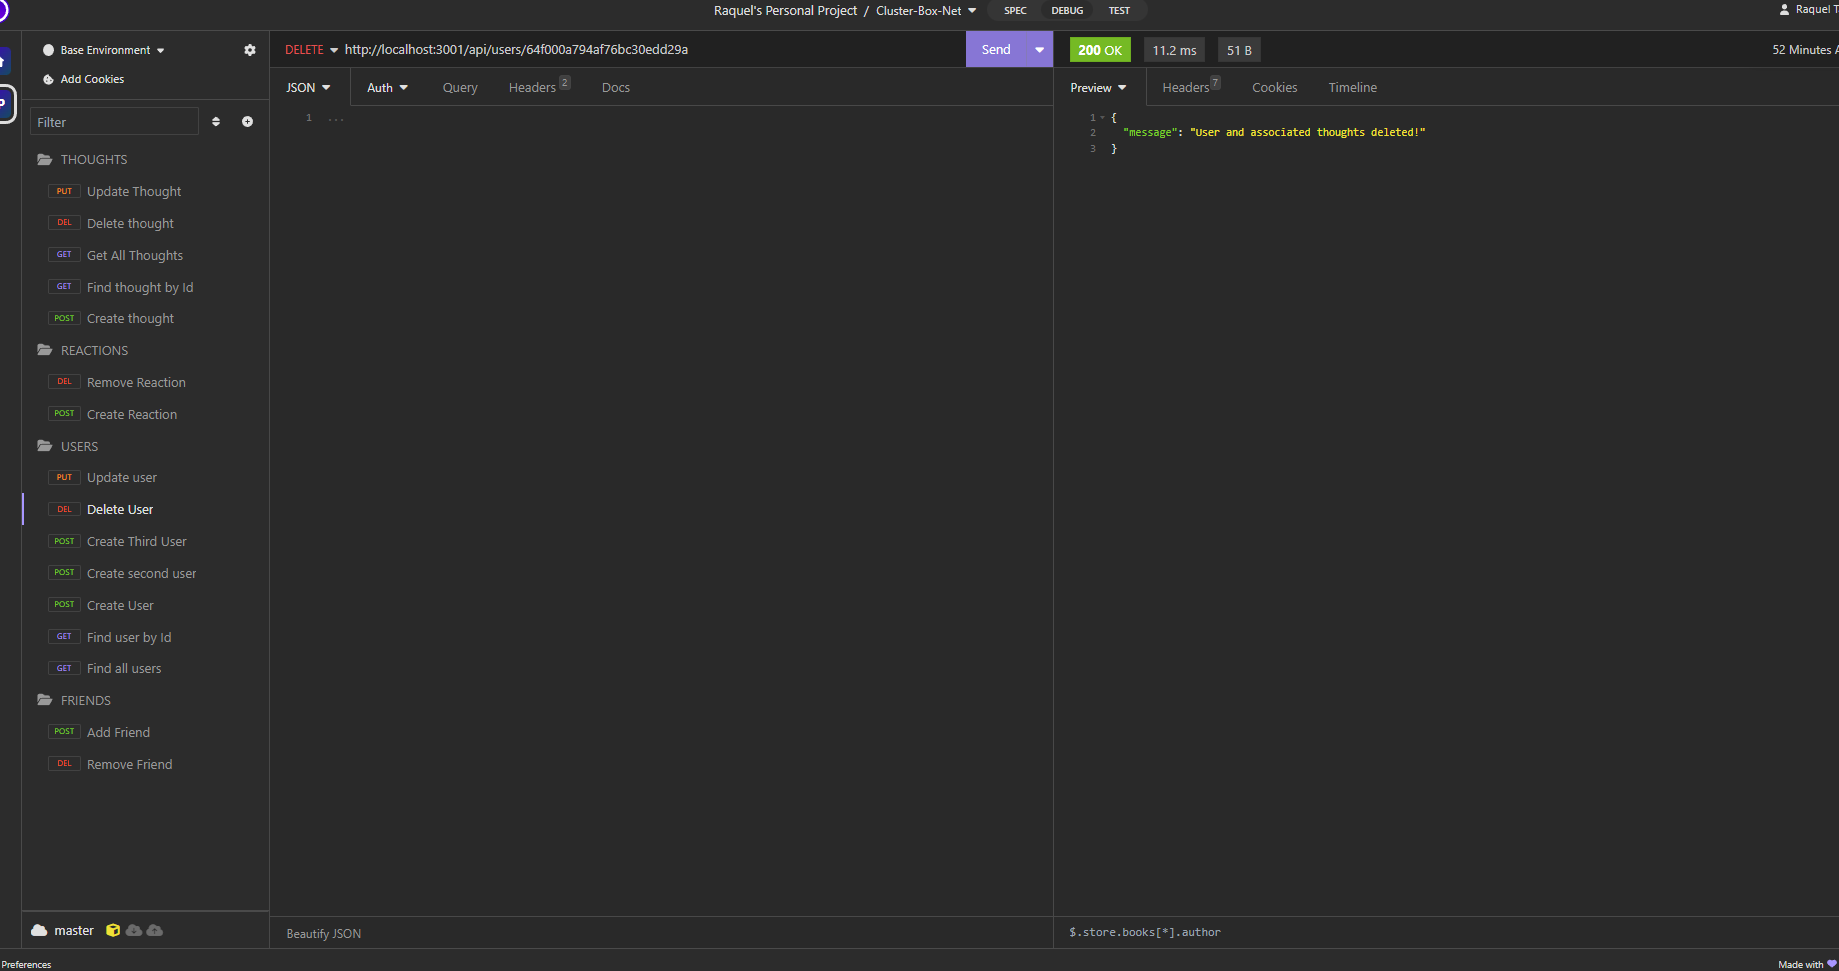 Raquel's Personal Project / Cluster-Box-Net
SPEC DEBUG TEST
Raquel T
Base Environment
Add Cookies
DELETE http://localhost:3001/api/users/64f000a794af76bc30edd29a
Send
200 OK 11.2 ms 51 B
52 Minutes A
JSON Auth Query Headers 2 Docs
Preview Headers 7 Cookies Timeline
Filter
1 ...
1 {
2 "message": "User and associated thoughts deleted!"
3 }
THOUGHTS
PUT Update Thought
DEL Delete thought
GET Get All Thoughts
GET Find thought by Id
POST Create thought
REACTIONS
DEL Remove Reaction
POST Create Reaction
USERS
PUT Update user
DEL Delete User
POST Create Third User
POST Create second user
POST Create User
GET Find user by Id
GET Find all users
FRIENDS
POST Add Friend
DEL Remove Friend
master
Beautify JSON
$.store.books[*].author
Preferences
Made with